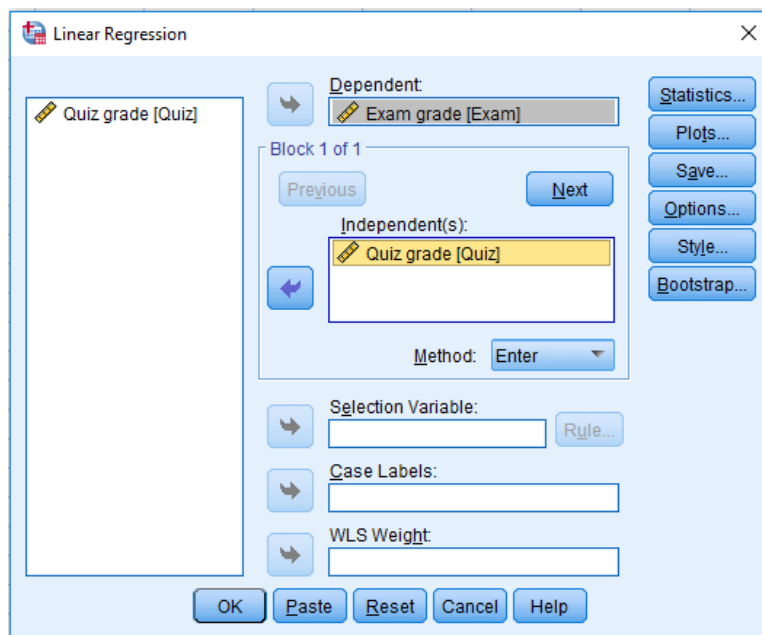 Linear Regression
Quiz grade [Quiz]
Dependent:
Exam grade [Exam]
Block 1 of 1
Previous
Next
Independent(s):
Quiz grade [Quiz]
Method: Enter
Selection Variable:
Rule...
Case Labels:
WLS Weight:
Statistics...
Plots...
Save...
Options...
Style...
Bootstrap...
OK Paste Reset Cancel Help